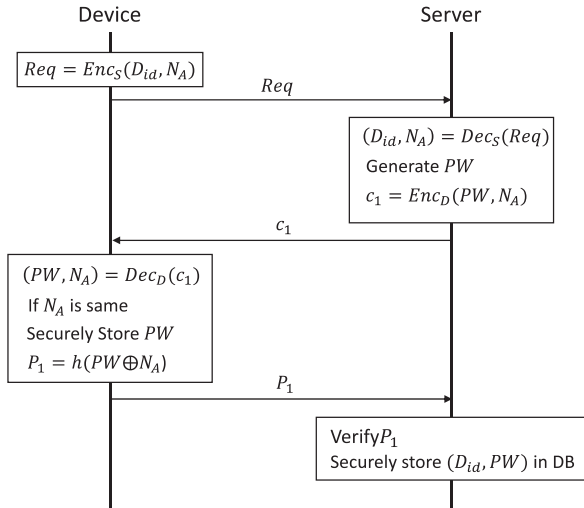 Device
Server
Req = Enc_S(D_id, N_A)
Req
(D_id, N_A) = Dec_S(Req)
Generate PW
c_1 = Enc_D(PW, N_A)
c_1
(PW, N_A) = Dec_D(c_1)
If N_A is same
Securely Store PW
P_1 = h(PW⊕N_A)
P_1
VerifyP_1
Securely store (D_id, PW) in DB